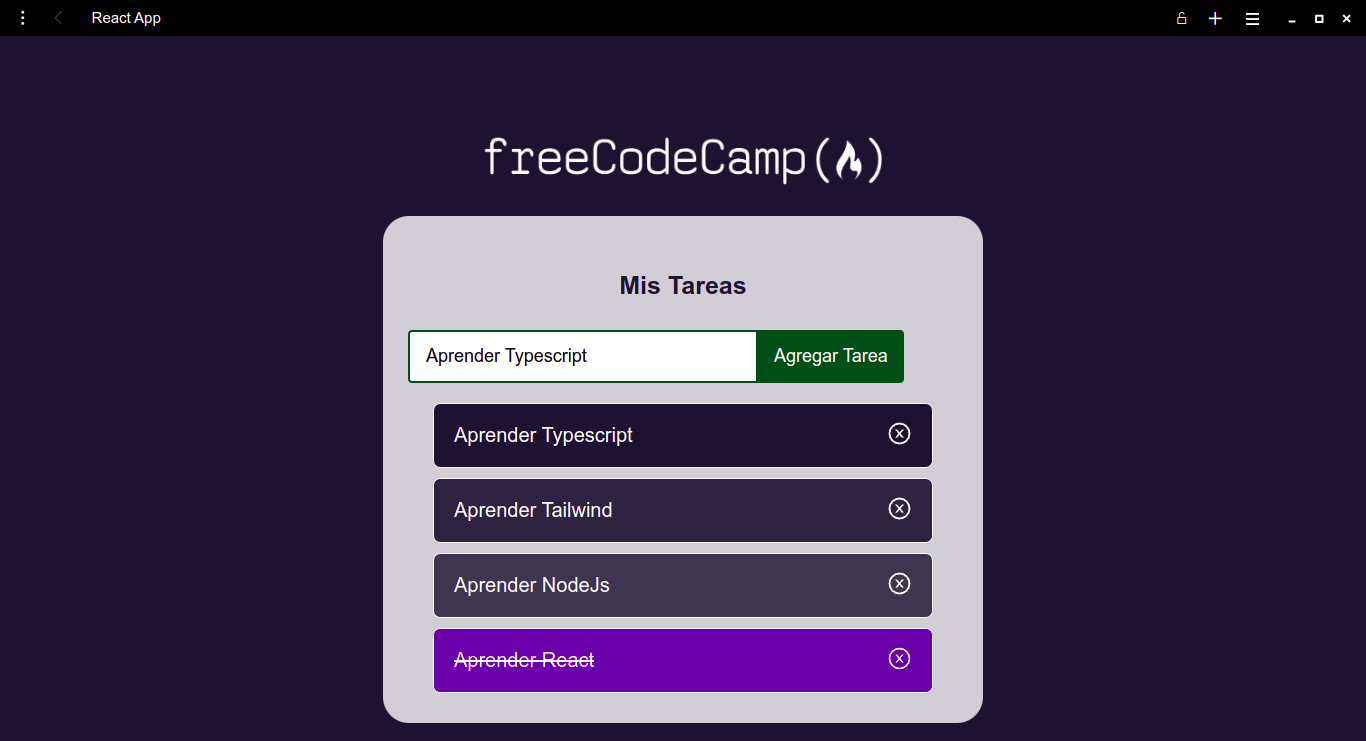 React App
freeCodeCamp
Mis Tareas
Aprender Typescript
Agregar Tarea
Aprender Typescript
Aprender Tailwind
Aprender NodeJs
Aprender React